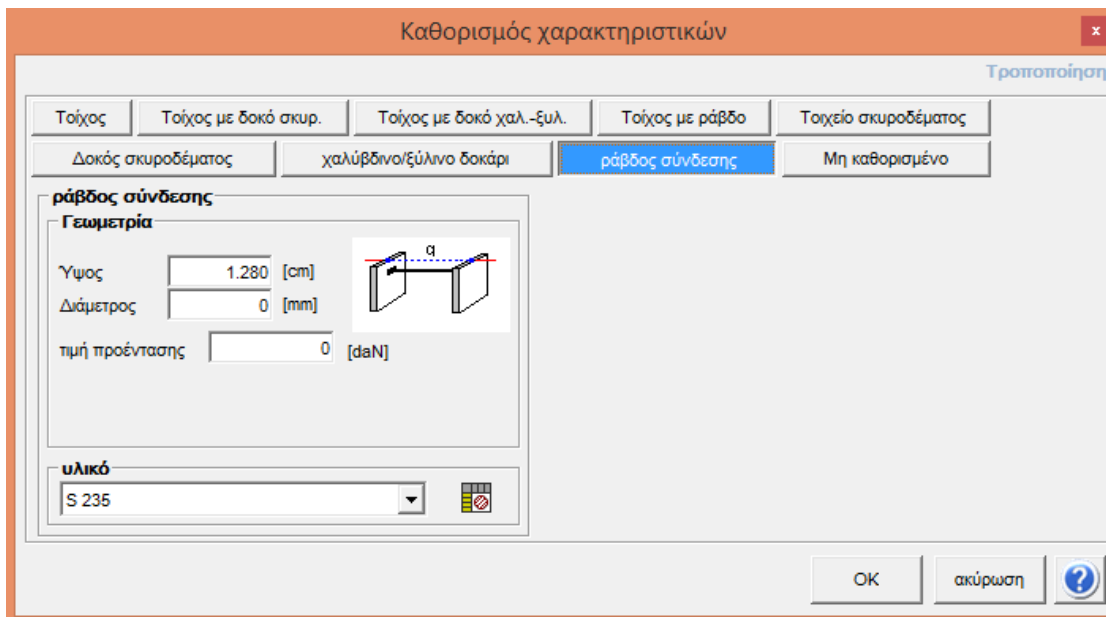 Καθορισμός χαρακτηριστικών
x
Τροποποίηση
Τοίχος Τοίχος με δοκό σκυρ. Τοίχος με δοκό χαλ.-ξυλ. Τοίχος με ράβδο Τοιχείο σκυροδέματος
Δοκός σκυροδέματος χαλύβδινο/ξύλινο δοκάρι ράβδος σύνδεσης Μη καθορισμένο
ράβδος σύνδεσης
Γεωμετρία
q
Ύψος 1.280 [cm]
Διάμετρος 0 [mm]
τιμή προέντασης 0 [daN]
υλικό
S 235
OK ακύρωση ?